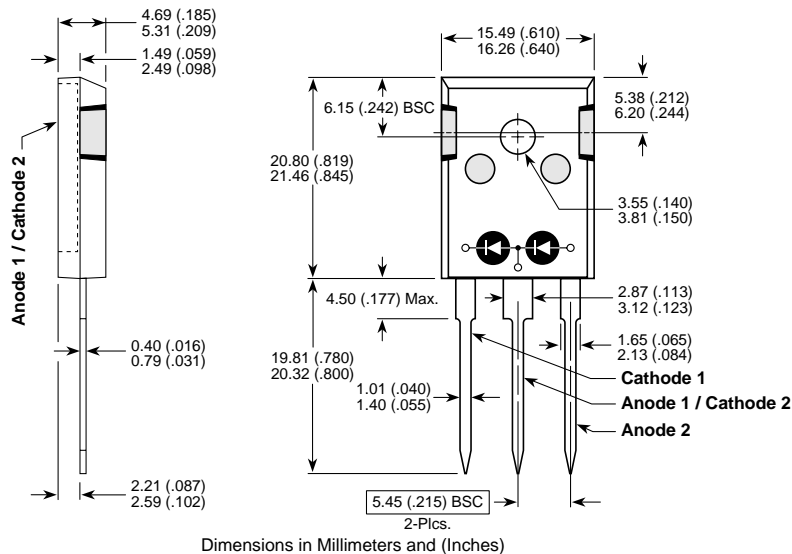 4.69 (.185)
5.31 (.209)
1.49 (.059)
2.49 (.098)
Anode 1 / Cathode 2
0.40 (.016)
0.79 (.031)
2.21 (.087)
2.59 (.102)
15.49 (.610)
16.26 (.640)
6.15 (.242) BSC
5.38 (.212)
6.20 (.244)
20.80 (.819)
21.46 (.845)
3.55 (.140)
3.81 (.150)
4.50 (.177) Max.
2.87 (.113)
3.12 (.123)
1.65 (.065)
2.13 (.084)
19.81 (.780)
20.32 (.800)
1.01 (.040)
1.40 (.055)
Cathode 1
Anode 1 / Cathode 2
Anode 2
5.45 (.215) BSC
2-Plcs.
Dimensions in Millimeters and (Inches)